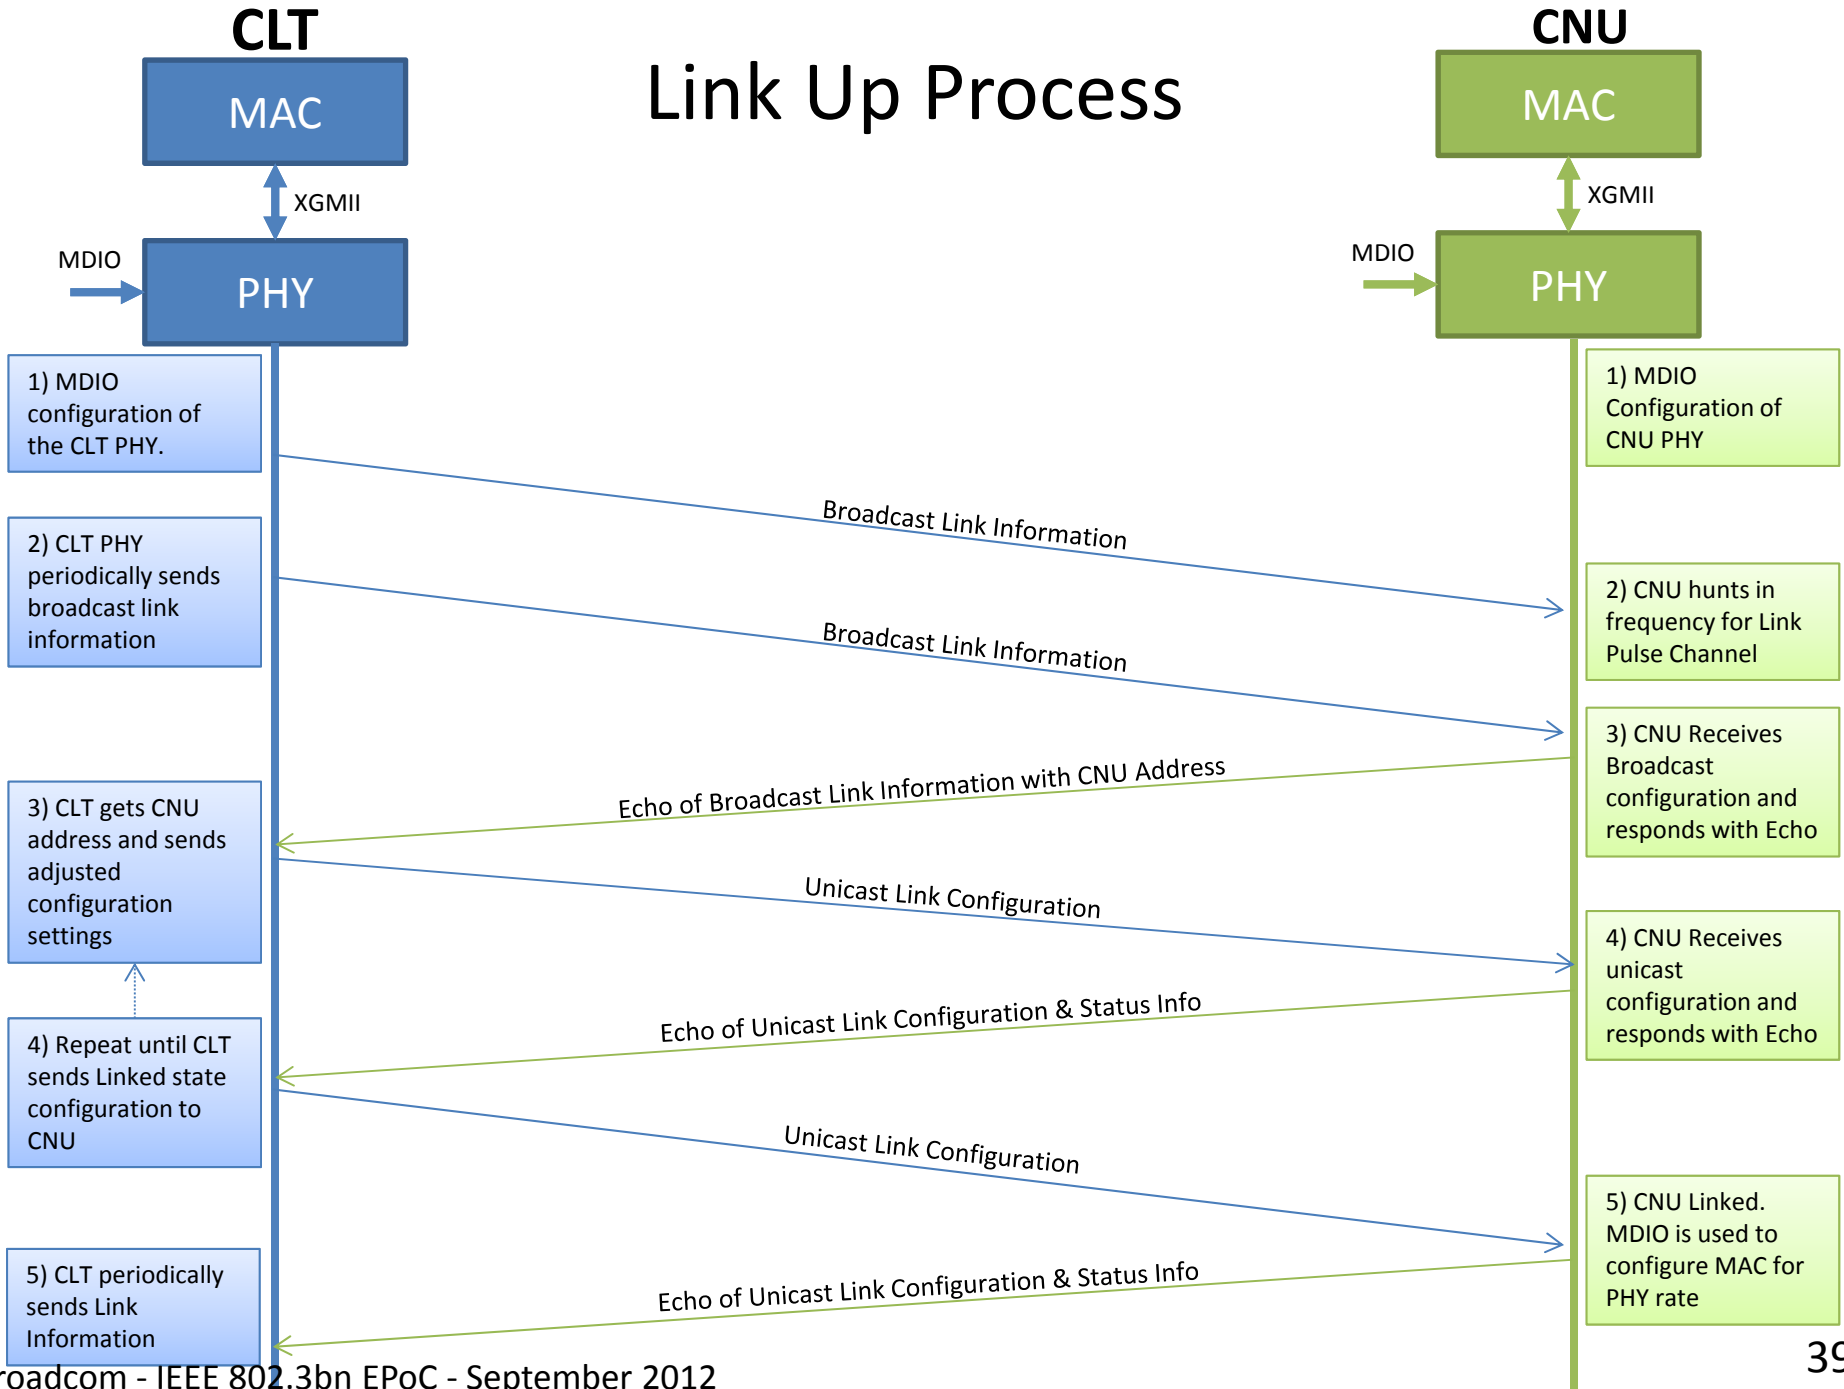 CLT
CNU
Link Up Process
MAC
MAC
XGMII
XGMII
MDIO
MDIO
PHY
PHY
1) MDIO
configuration of
the CLT PHY.
1) MDIO
Configuration of
CNU PHY
Broadcast Link Information
2) CLT PHY
periodically sends
broadcast link
information
2) CNU hunts in
frequency for Link
Pulse Channel
Broadcast Link Information
3) CNU Receives
Broadcast
configuration and
responds with Echo
Echo of Broadcast Link Information with CNU Address
3) CLT gets CNU
address and sends
adjusted
configuration
settings
Unicast Link Configuration
4) CNU Receives
unicast
configuration and
responds with Echo
Echo of Unicast Link Configuration & Status Info
4) Repeat until CLT
sends Linked state
configuration to
CNU
Unicast Link Configuration
5) CNU Linked.
MDIO is used to
configure MAC for
PHY rate
5) CLT periodically
sends Link
Information
Echo of Unicast Link Configuration & Status Info
roadcom - IEEE 802.3bn EPoC - September 2012
39